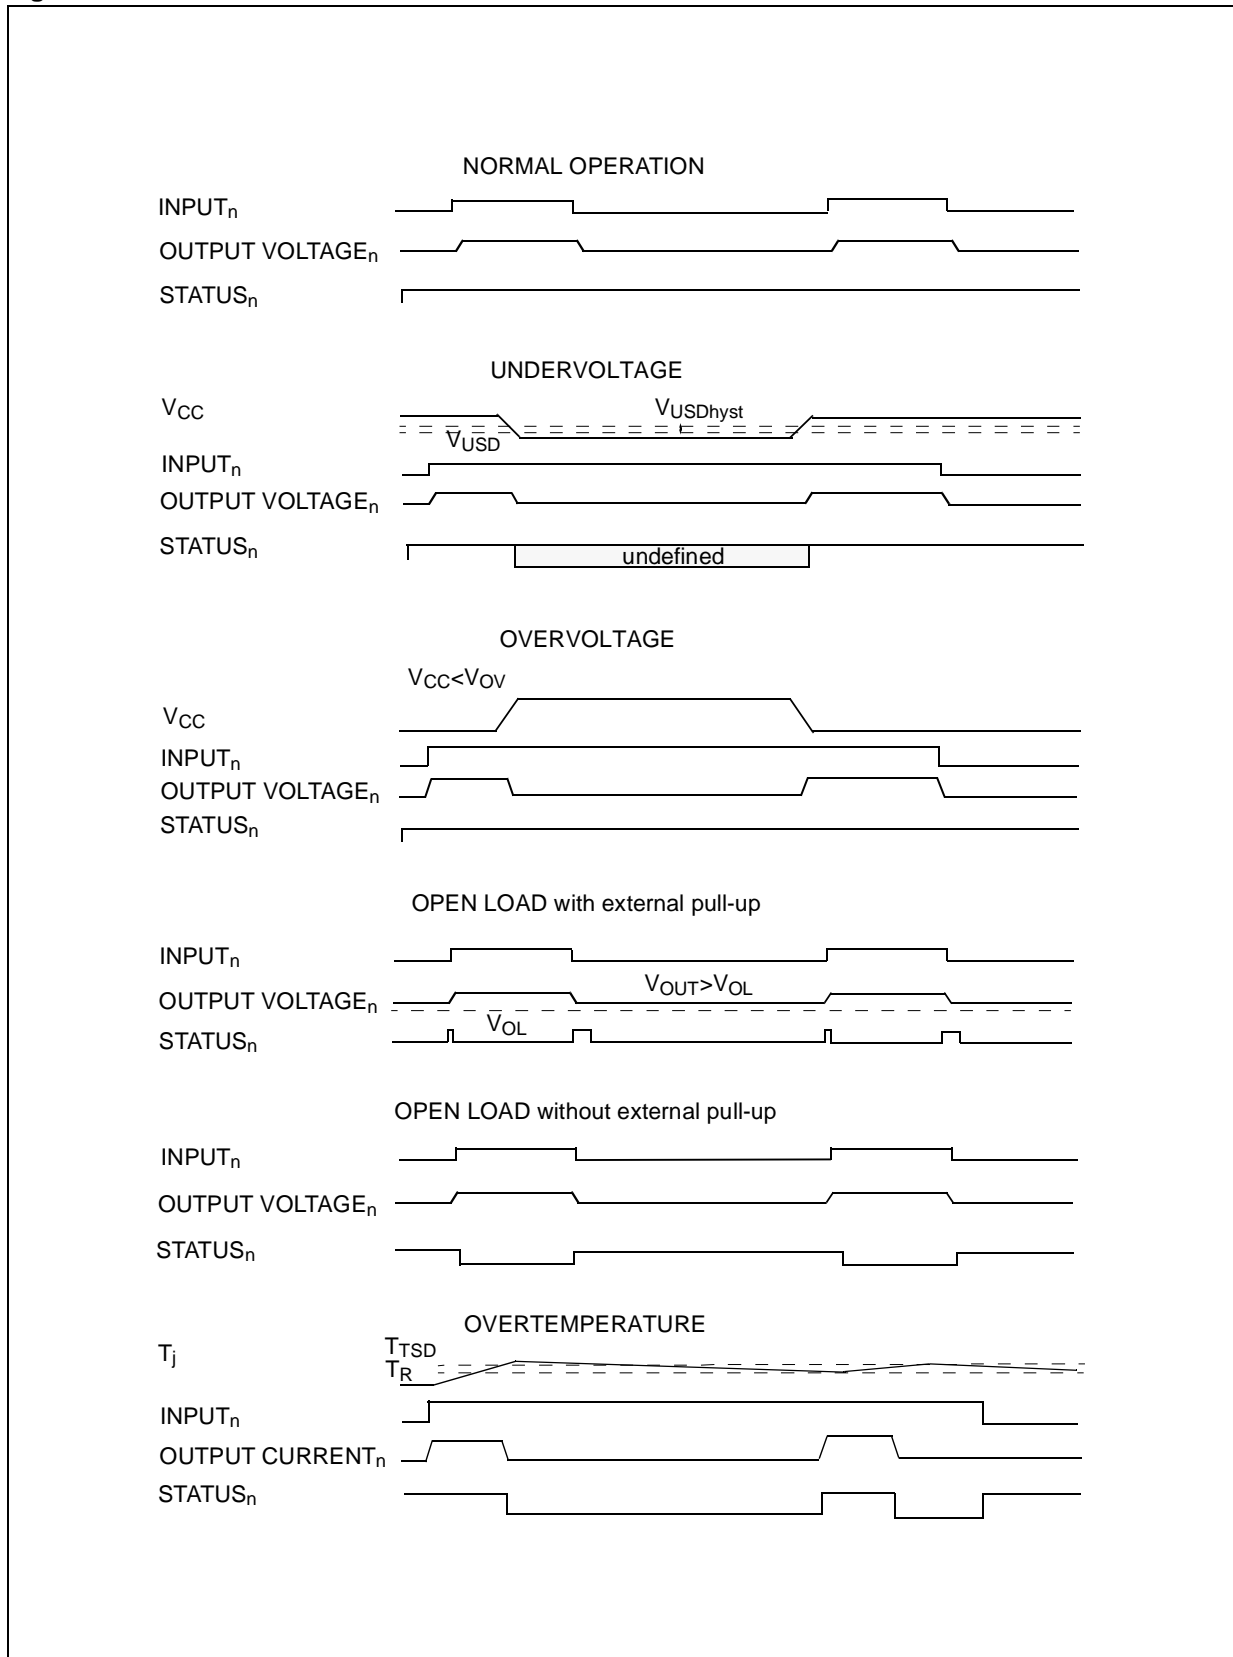 NORMAL OPERATION
INPUTn
OUTPUT VOLTAGEn
STATUSn
UNDERVOLTAGE
VCC
VUSDhyst
VUSD
INPUTn
OUTPUT VOLTAGEn
STATUSn
undefined
OVERVOLTAGE
VCC<VOV
VCC
INPUTn
OUTPUT VOLTAGEn
STATUSn
OPEN LOAD with external pull-up
INPUTn
OUTPUT VOLTAGEn
VOUT>VOL
VOL
STATUSn
OPEN LOAD without external pull-up
INPUTn
OUTPUT VOLTAGEn
STATUSn
OVERTEMPERATURE
Tj
TTSD
TR
INPUTn
OUTPUT CURRENTn
STATUSn